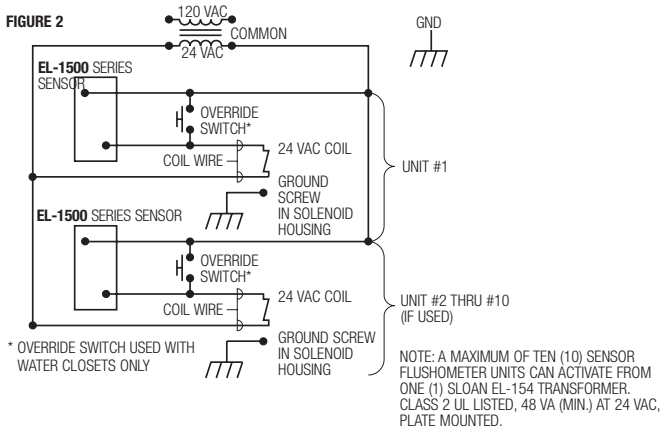 FIGURE 2
120 VAC
COMMON
24 VAC
GND
EL-1500 SERIES
SENSOR
OVERRIDE
SWITCH*
COIL WIRE
24 VAC COIL
UNIT #1
GROUND
SCREW
IN SOLENOID
HOUSING
EL-1500 SERIES SENSOR
OVERRIDE
SWITCH*
COIL WIRE
24 VAC COIL
UNIT #2 THRU #10
(IF USED)
GROUND SCREW
IN SOLENOID
HOUSING
* OVERRIDE SWITCH USED WITH
WATER CLOSETS ONLY
NOTE: A MAXIMUM OF TEN (10) SENSOR
FLUSHOMETER UNITS CAN ACTIVATE FROM
ONE (1) SLOAN EL-154 TRANSFORMER.
CLASS 2 UL LISTED, 48 VA (MIN.) AT 24 VAC,
PLATE MOUNTED.